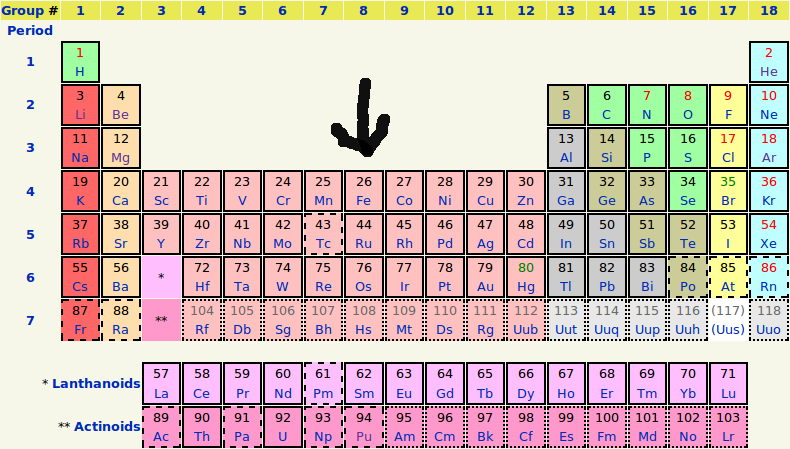 Group # 1 2 3 4 5 6 7 8 9 10 11 12 13 14 15 16 17 18
Period
1 2
1
H He
3 4 5 6 7 8 9 10
2
Li Be B C N O F Ne
11 12 13 14 15 16 17 18
3
Na Mg Al Si P S Cl Ar
19 20 21 22 23 24 25 26 27 28 29 30 31 32 33 34 35 36
4
K Ca Sc Ti V Cr Mn Fe Co Ni Cu Zn Ga Ge As Se Br Kr
37 38 39 40 41 42 43 44 45 46 47 48 49 50 51 52 53 54
5
Rb Sr Y Zr Nb Mo Tc Ru Rh Pd Ag Cd In Sn Sb Te I Xe
55 56 72 73 74 75 76 77 78 79 80 81 82 83 84 85 86
6 *
Cs Ba Hf Ta W Re Os Ir Pt Au Hg Tl Pb Bi Po At Rn
87 88 104 105 106 107 108 109 110 111 112 113 114 115 116 (117) 118
7 **
Fr Ra Rf Db Sg Bh Hs Mt Ds Rg Uub Uut Uuq Uup Uuh (Uus) Uuo
57 58 59 60 61 62 63 64 65 66 67 68 69 70 71
* Lanthanoids
La Ce Pr Nd Pm Sm Eu Gd Tb Dy Ho Er Tm Yb Lu
89 90 91 92 93 94 95 96 97 98 99 100 101 102 103
** Actinoids
Ac Th Pa U Np Pu Am Cm Bk Cf Es Fm Md No Lr